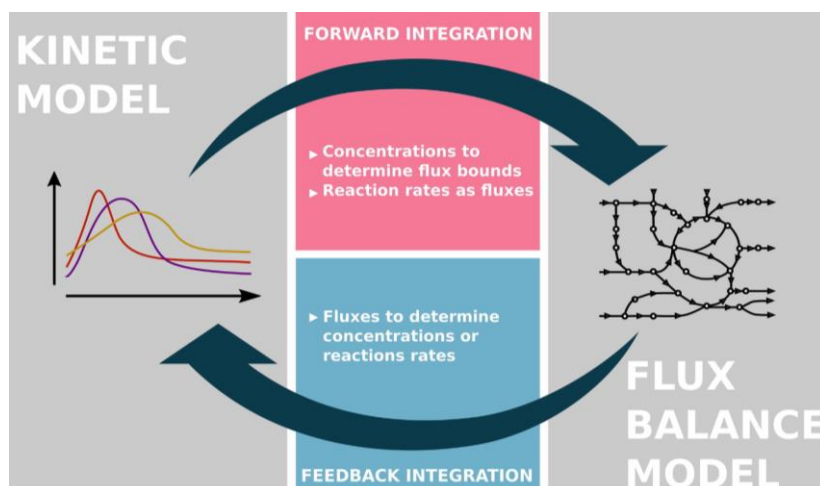 KINETIC
MODEL
FORWARD INTEGRATION
▸ Concentrations to
determine flux bounds
▸ Reaction rates as fluxes
▸ Fluxes to determine
concentrations or
reactions rates
FLUX
BALANCE
MODEL
FEEDBACK INTEGRATION